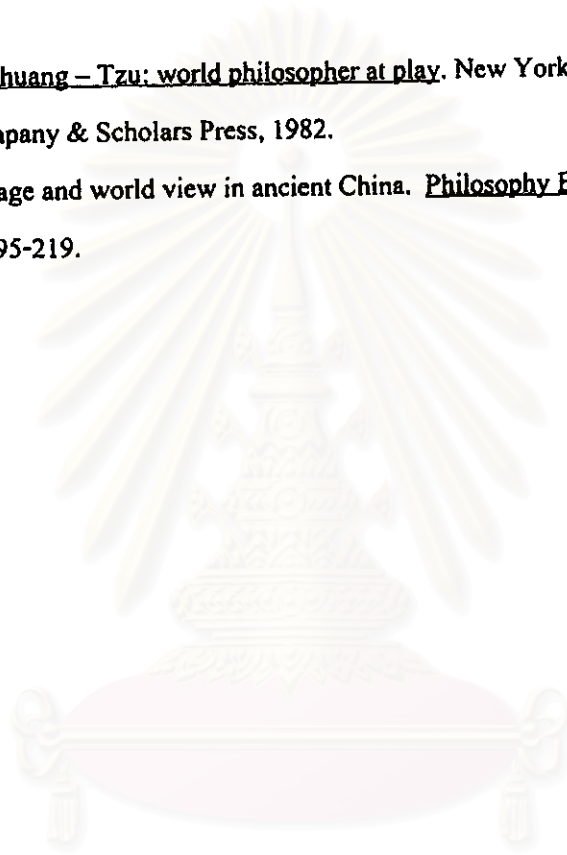 huang – Tzu: world philosopher at play. New York
pany & Scholars Press, 1982.
age and world view in ancient China. Philosophy E
95-219.